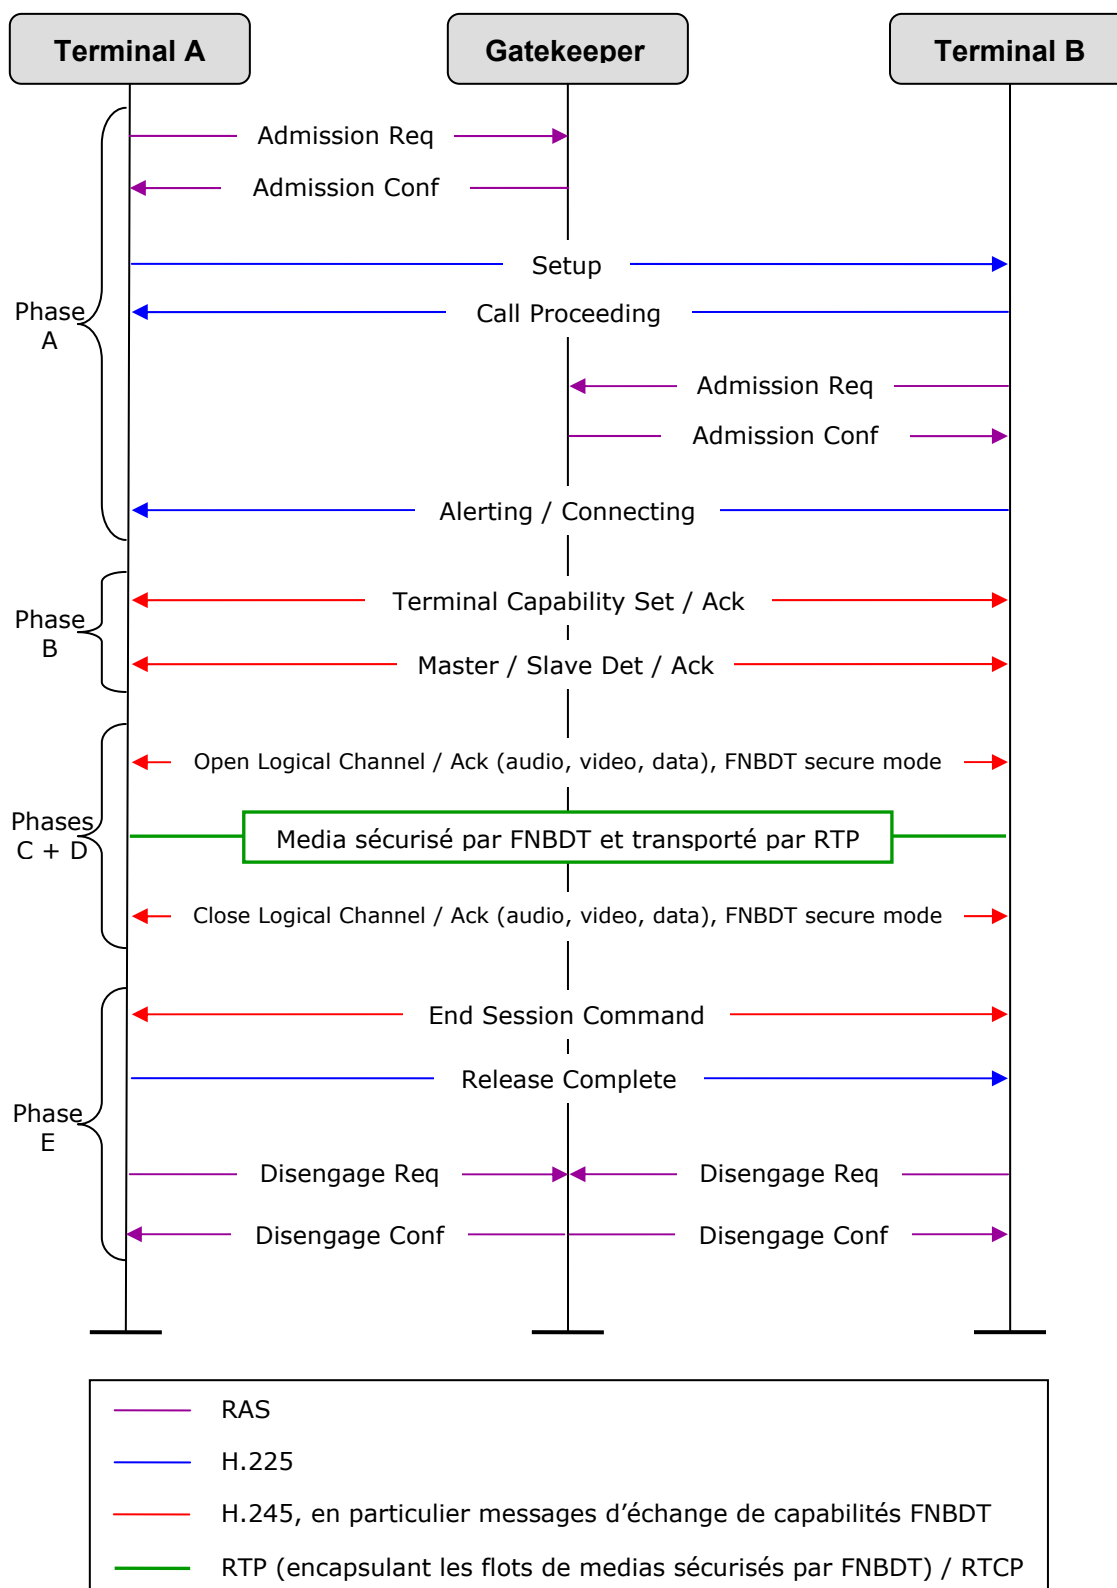 Terminal A
Gatekeeper
Terminal B
Admission Req
Admission Conf
Setup
Call Proceeding
Phase
A
Admission Req
Admission Conf
Alerting / Connecting
Terminal Capability Set / Ack
Phase
B
Master / Slave Det / Ack
Open Logical Channel / Ack (audio, video, data), FNBDT secure mode
Phases
C + D
Media sécurisé par FNBDT et transporté par RTP
Close Logical Channel / Ack (audio, video, data), FNBDT secure mode
End Session Command
Release Complete
Phase
E
Disengage Req
Disengage Req
Disengage Conf
Disengage Conf
RAS
H.225
H.245, en particulier messages d’échange de capabilités FNBDT
RTP (encapsulant les flots de medias sécurisés par FNBDT) / RTCP